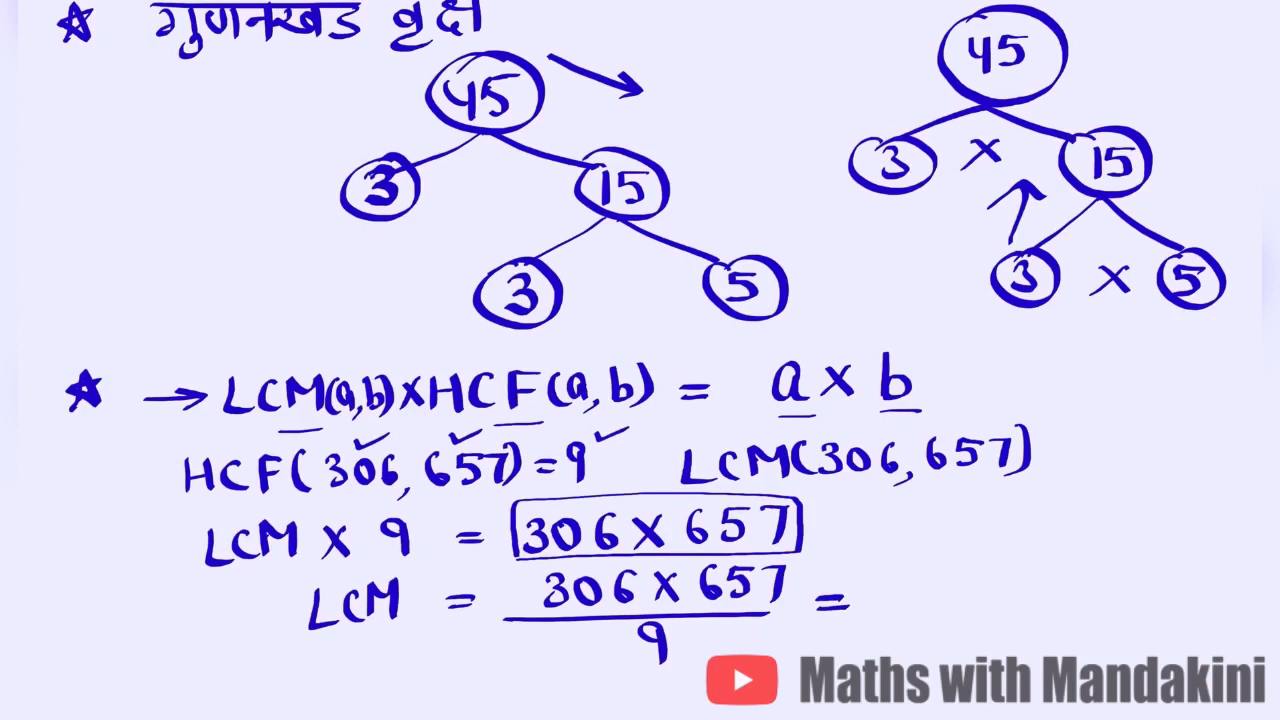 ☆ गुणनखंड वृक्ष
45
3 15
3 5
45
3 × 15
3 × 5
☆ → LCM(a,b)×HCF(a,b) = a × b
HCF(306,657)=9 LCM(306,657)
LCM × 9 = 306×657
LCM = 306×657 =
9
Maths with Mandakini